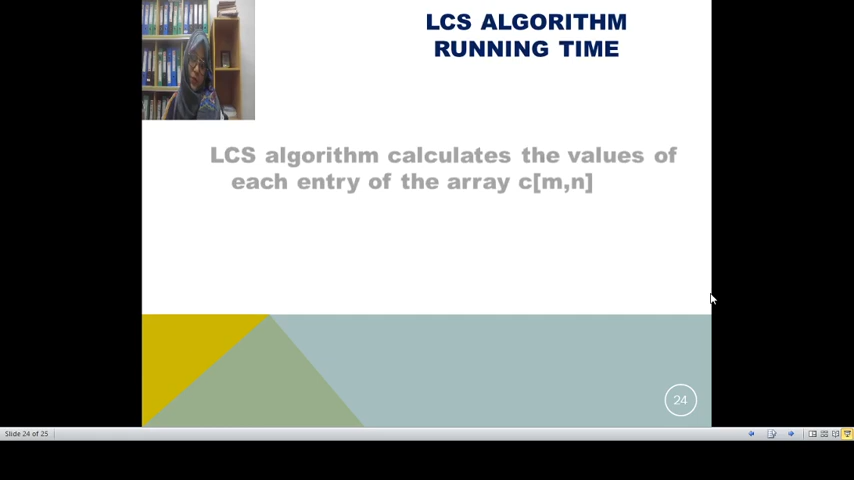 LCS ALGORITHM
RUNNING TIME
LCS algorithm calculates the values of
each entry of the array c[m,n]
24
Slide 24 of 25